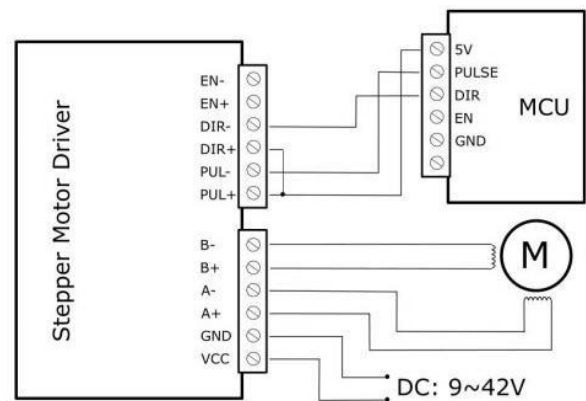 Stepper Motor Driver
EN-
EN+
DIR-
DIR+
PUL-
PUL+
B-
B+
A-
A+
GND
VCC
5V
PULSE
DIR
EN
GND
MCU
M
DC: 9~42V